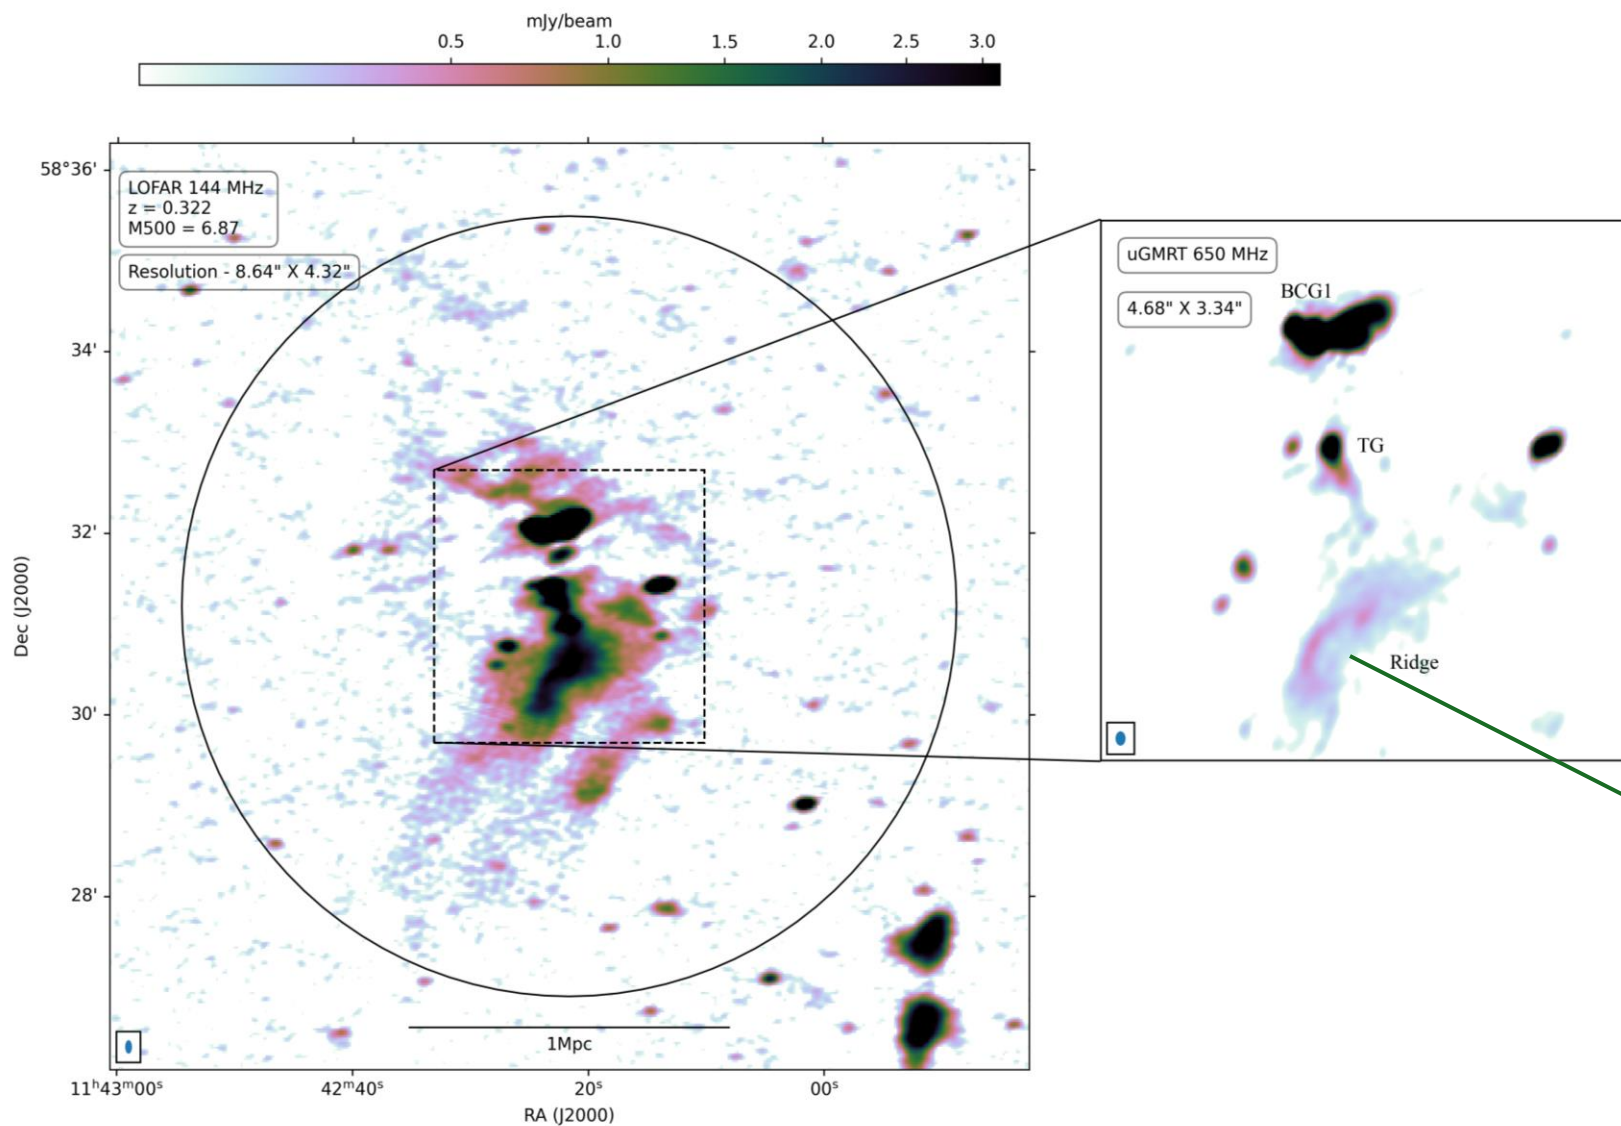 mJy/beam
0.5 1.0 1.5 2.0 2.5 3.0
58°36'
34'
32'
30'
28'
Dec (J2000)
LOFAR 144 MHz
z = 0.322
M500 = 6.87
Resolution - 8.64" X 4.32"
1Mpc
11ʰ43ᵐ00ˢ 42ᵐ40ˢ 20ˢ 00ˢ
RA (J2000)
uGMRT 650 MHz
4.68" X 3.34"
BCG1
TG
Ridge